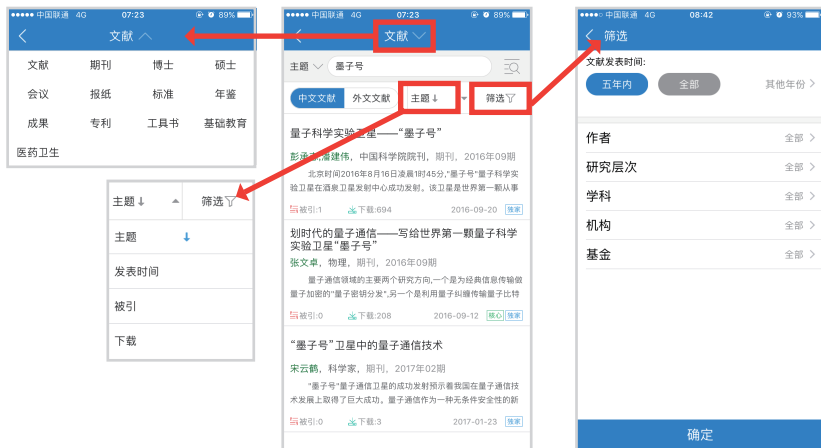 中国联通 4G 07:23 89%
文献
文献 期刊 博士 硕士
会议 报纸 标准 年鉴
成果 专利 工具书 基础教育
医药卫生
主题↓ 筛选
主题 ↓
发表时间
被引
下载
中国联通 4G 07:23 89%
文献
主题 墨子号
中文文献 外文文献 主题↓ 筛选
量子科学实验卫星——“墨子号”
彭承志,潘建伟, 中国科学院院刊, 期刊, 2016年09期
北京时间2016年8月16日凌晨1时45分,"墨子号"量子科学实
验卫星在酒泉卫星发射中心成功发射。该卫星是世界第一颗从事
被引:1 下载:694 2016-09-20 独家
划时代的量子通信——写给世界第一颗量子科学
实验卫星“墨子号”
张文卓, 物理, 期刊, 2016年09期
量子通信领域的主要两个研究方向,一个是为经典信息传输做
量子加密的"量子密钥分发",另一个是利用量子纠缠传输量子比特
被引:0 下载:208 2016-09-12 核心 独家
“墨子号”卫星中的量子通信技术
宋云鹤, 科学家, 期刊, 2017年02期
"墨子号"量子通信卫星的成功发射预示着我国在量子通信技
术发展上取得了巨大成功。量子通信作为一种无条件安全性的新
被引:0 下载:3 2017-01-23 独家
中国联通 4G 08:42 93%
筛选
文献发表时间:
五年内 全部 其他年份
作者 全部
研究层次 全部
学科 全部
机构 全部
基金 全部
确定